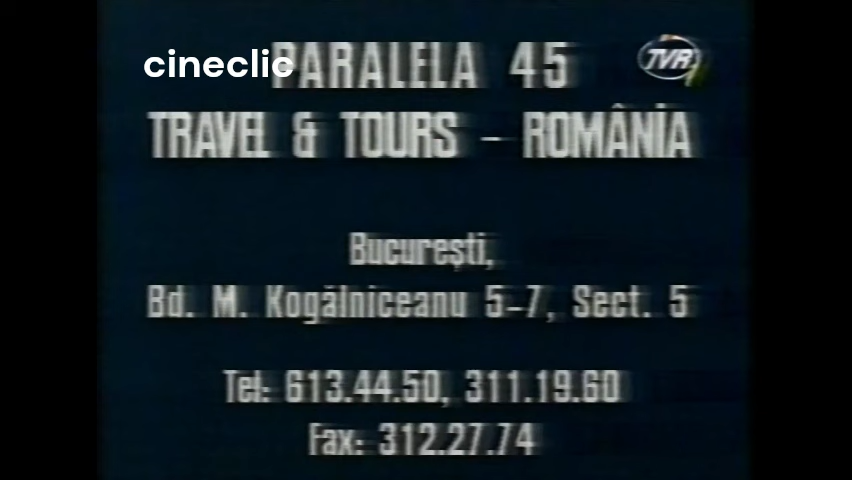 cineclic
PARALELA 45
TVR
TRAVEL & TOURS - ROMÂNIA
București,
Bd. M. Kogălniceanu 5-7, Sect. 5
Tel: 613.44.50, 311.19.60
Fax: 312.27.74